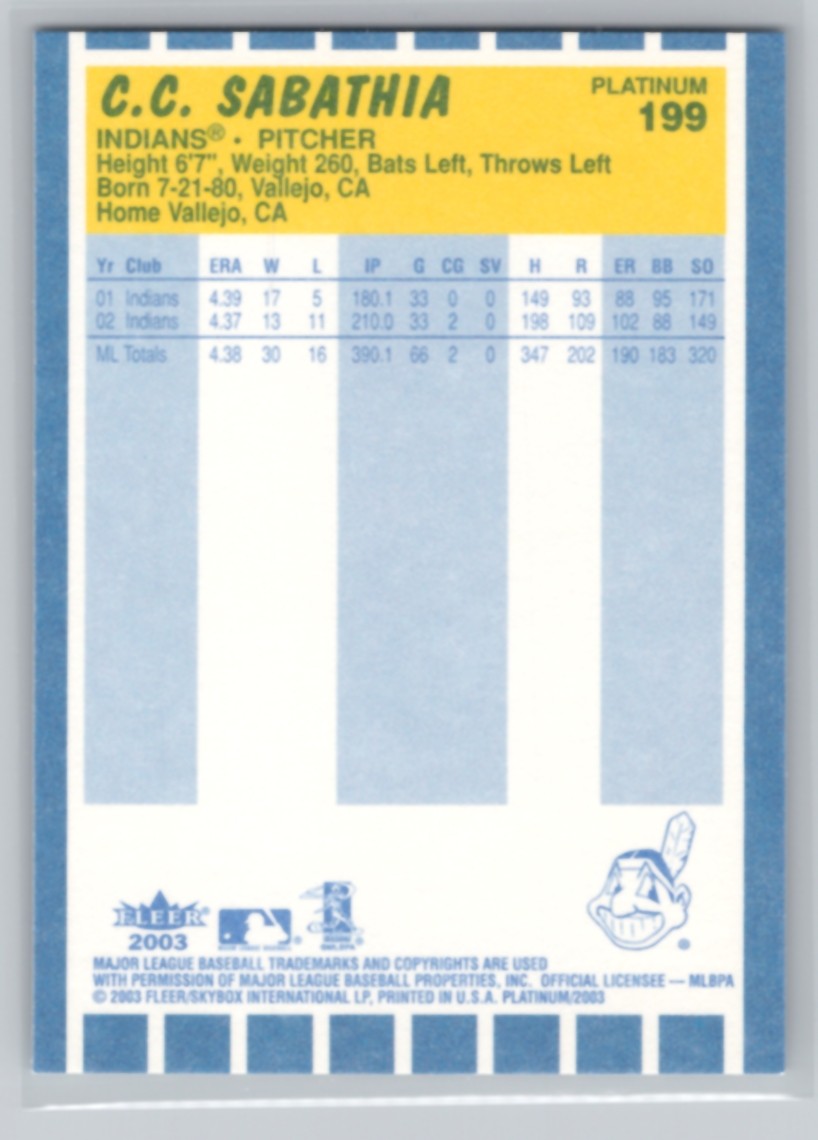 C.C. SABATHIA
PLATINUM
199
INDIANS® • PITCHER
Height 6'7", Weight 260, Bats Left, Throws Left
Born 7-21-80, Vallejo, CA
Home Vallejo, CA
Yr Club ERA W L IP G CG SV H R ER BB SO
01 Indians 4.39 17 5 180.1 33 0 0 149 93 88 95 171
02 Indians 4.37 13 11 210.0 33 2 0 198 109 102 88 149
ML Totals 4.38 30 16 390.1 66 2 0 347 202 190 183 320
FLEER®
2003
MAJOR LEAGUE BASEBALL TRADEMARKS AND COPYRIGHTS ARE USED
WITH PERMISSION OF MAJOR LEAGUE BASEBALL PROPERTIES, INC. OFFICIAL LICENSEE — MLBPA
© 2003 FLEER/SKYBOX INTERNATIONAL LP, PRINTED IN U.S.A. PLATINUM/2003